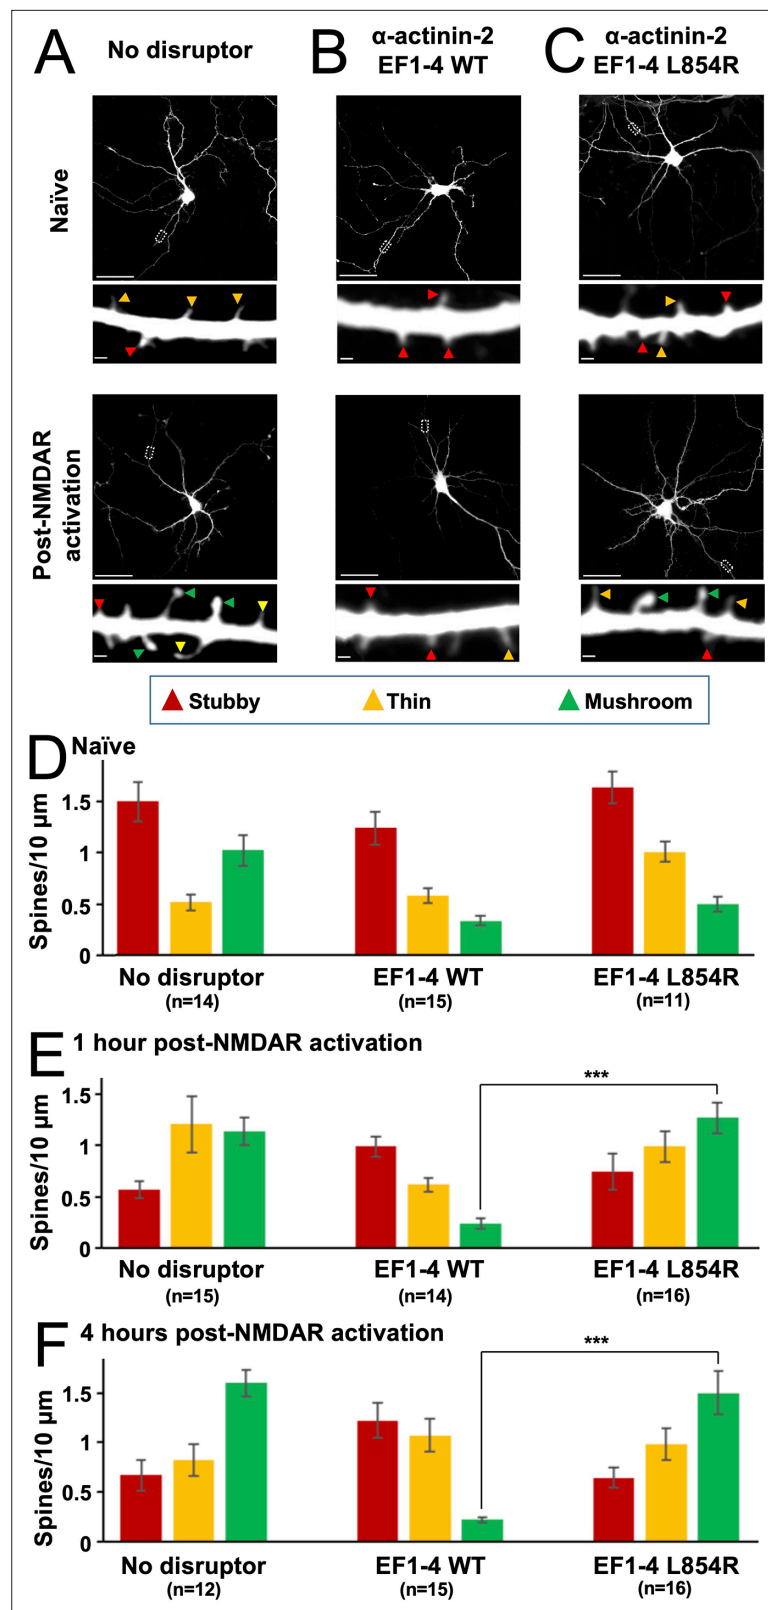 A No disruptor
B α-actinin-2
EF1-4 WT
C α-actinin-2
EF1-4 L854R
Naïve
Post-NMDAR
activation
Stubby
Thin
Mushroom
D Naïve
Spines/10 µm
1.5
1
0.5
0
No disruptor
(n=14)
EF1-4 WT
(n=15)
EF1-4 L854R
(n=11)
E 1 hour post-NMDAR activation
Spines/10 µm
1.5
1
0.5
0
***
No disruptor
(n=15)
EF1-4 WT
(n=14)
EF1-4 L854R
(n=16)
F 4 hours post-NMDAR activation
Spines/10 µm
1.5
1
0.5
0
***
No disruptor
(n=12)
EF1-4 WT
(n=15)
EF1-4 L854R
(n=16)